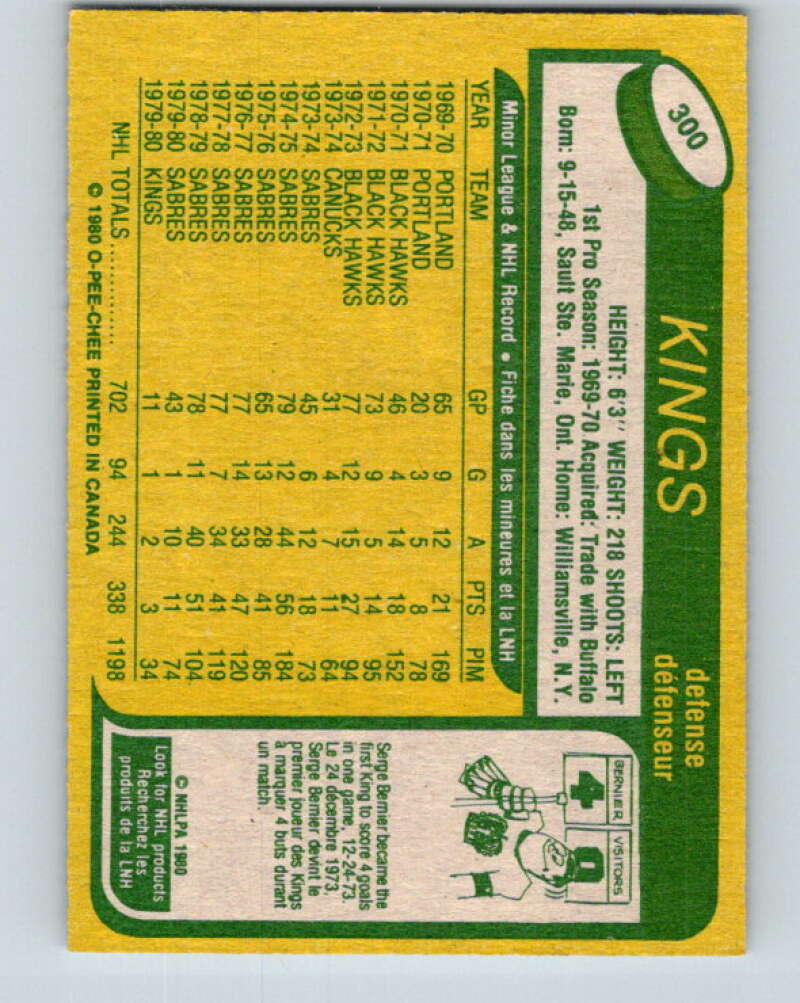 300
KINGS
defense
défenseur
HEIGHT: 6'3" WEIGHT: 218 SHOOTS: LEFT
1st Pro Season: 1969-70 Acquired: Trade with Buffalo
Born: 9-15-48, Sault Ste. Marie, Ont. Home: Williamsville, N.Y.
Minor League & NHL Record • Fiche dans les mineures et la LNH
YEAR TEAM GP G A PTS PIM
1969-70 PORTLAND 65 9 12 21 169
1970-71 PORTLAND 20 3 5 8 78
1970-71 BLACK HAWKS 46 4 14 18 152
1971-72 BLACK HAWKS 73 9 5 14 95
1972-73 BLACK HAWKS 77 12 15 27 94
1973-74 CANUCKS 31 4 7 11 64
1973-74 SABRES 45 6 12 18 73
1974-75 SABRES 79 12 44 56 184
1975-76 SABRES 65 13 28 41 85
1976-77 SABRES 77 14 33 47 120
1977-78 SABRES 77 7 34 41 119
1978-79 SABRES 78 11 40 51 104
1979-80 SABRES 43 1 10 11 74
1979-80 KINGS 11 1 2 3 34
NHL TOTALS .............. 702 94 244 338 1198
© 1980 O-PEE-CHEE PRINTED IN CANADA
BERNIER VISITORS
4 0
Serge Bernier became the
first King to score 4 goals
in one game, 12-24-73.
Le 24 décembre 1973,
Serge Bernier devint le
premier joueur des Kings
à marquer 4 buts durant
un match.
© NHLPA 1980
Look for NHL products
Recherchez les
produits de la LNH